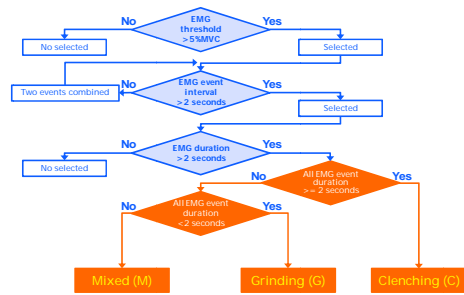 No
EMG
threshold
>5%MVC
Yes
No selected
Selected
No
EMG event
interval
>2 seconds
Yes
Two events combined
Selected
No
EMG duration
>2 seconds
Yes
No selected
No
All EMG event
duration
>= 2 seconds
Yes
No
All EMG event
duration
<2 seconds
Yes
Mixed (M)
Grinding (G)
Clenching (C)